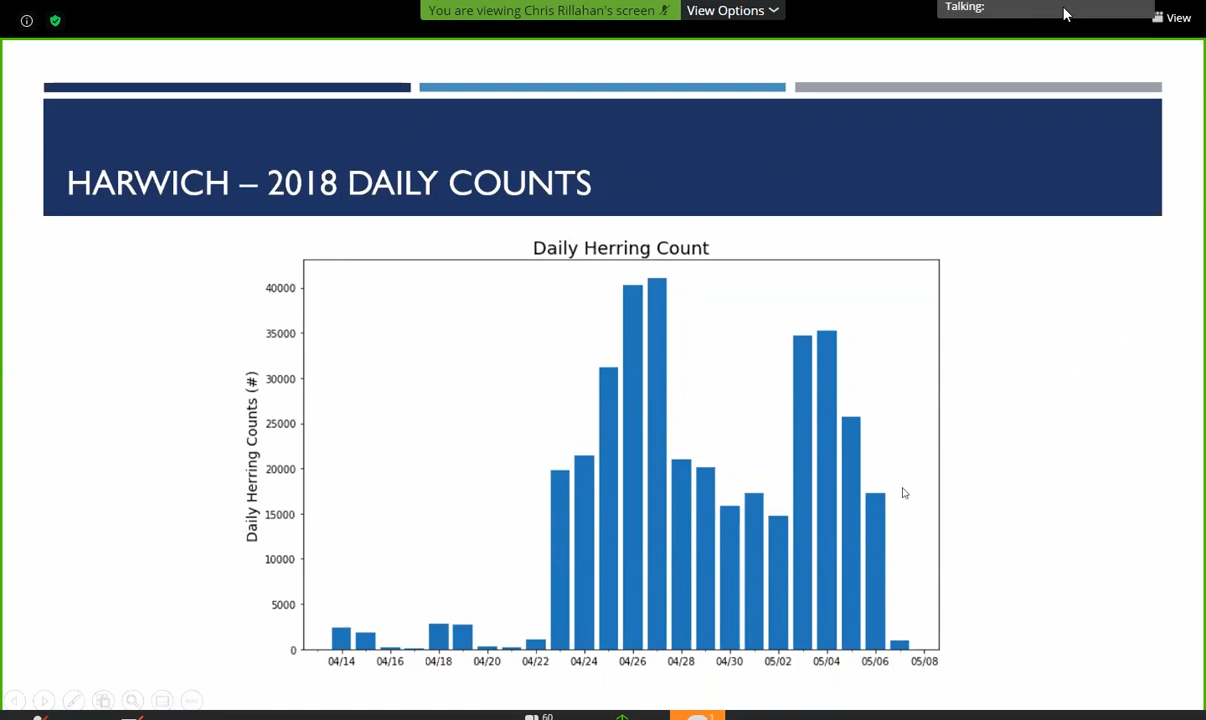 You are viewing Chris Rillahan's screen
View Options
Talking:
View
HARWICH – 2018 DAILY COUNTS
Daily Herring Count
Daily Herring Counts (#)
40000
35000
30000
25000
20000
15000
10000
5000
0
04/14 04/16 04/18 04/20 04/22 04/24 04/26 04/28 04/30 05/02 05/04 05/06 05/08
60
1